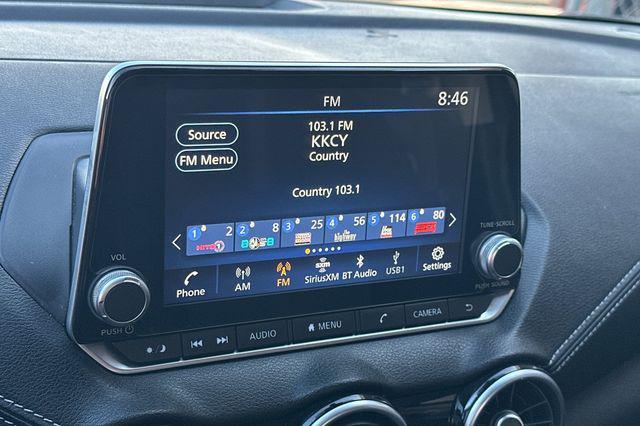 FM
8:46
Source
FM Menu
103.1 FM
KKCY
Country
Country 103.1
1 2
2 8
3 25
4 56
5 114
6 80
highway
Phone
AM
FM
sxm
SiriusXM
BT Audio
USB1
Settings
VOL
PUSH
TUNE·SCROLL
PUSH SOUND
AUDIO
MENU
CAMERA